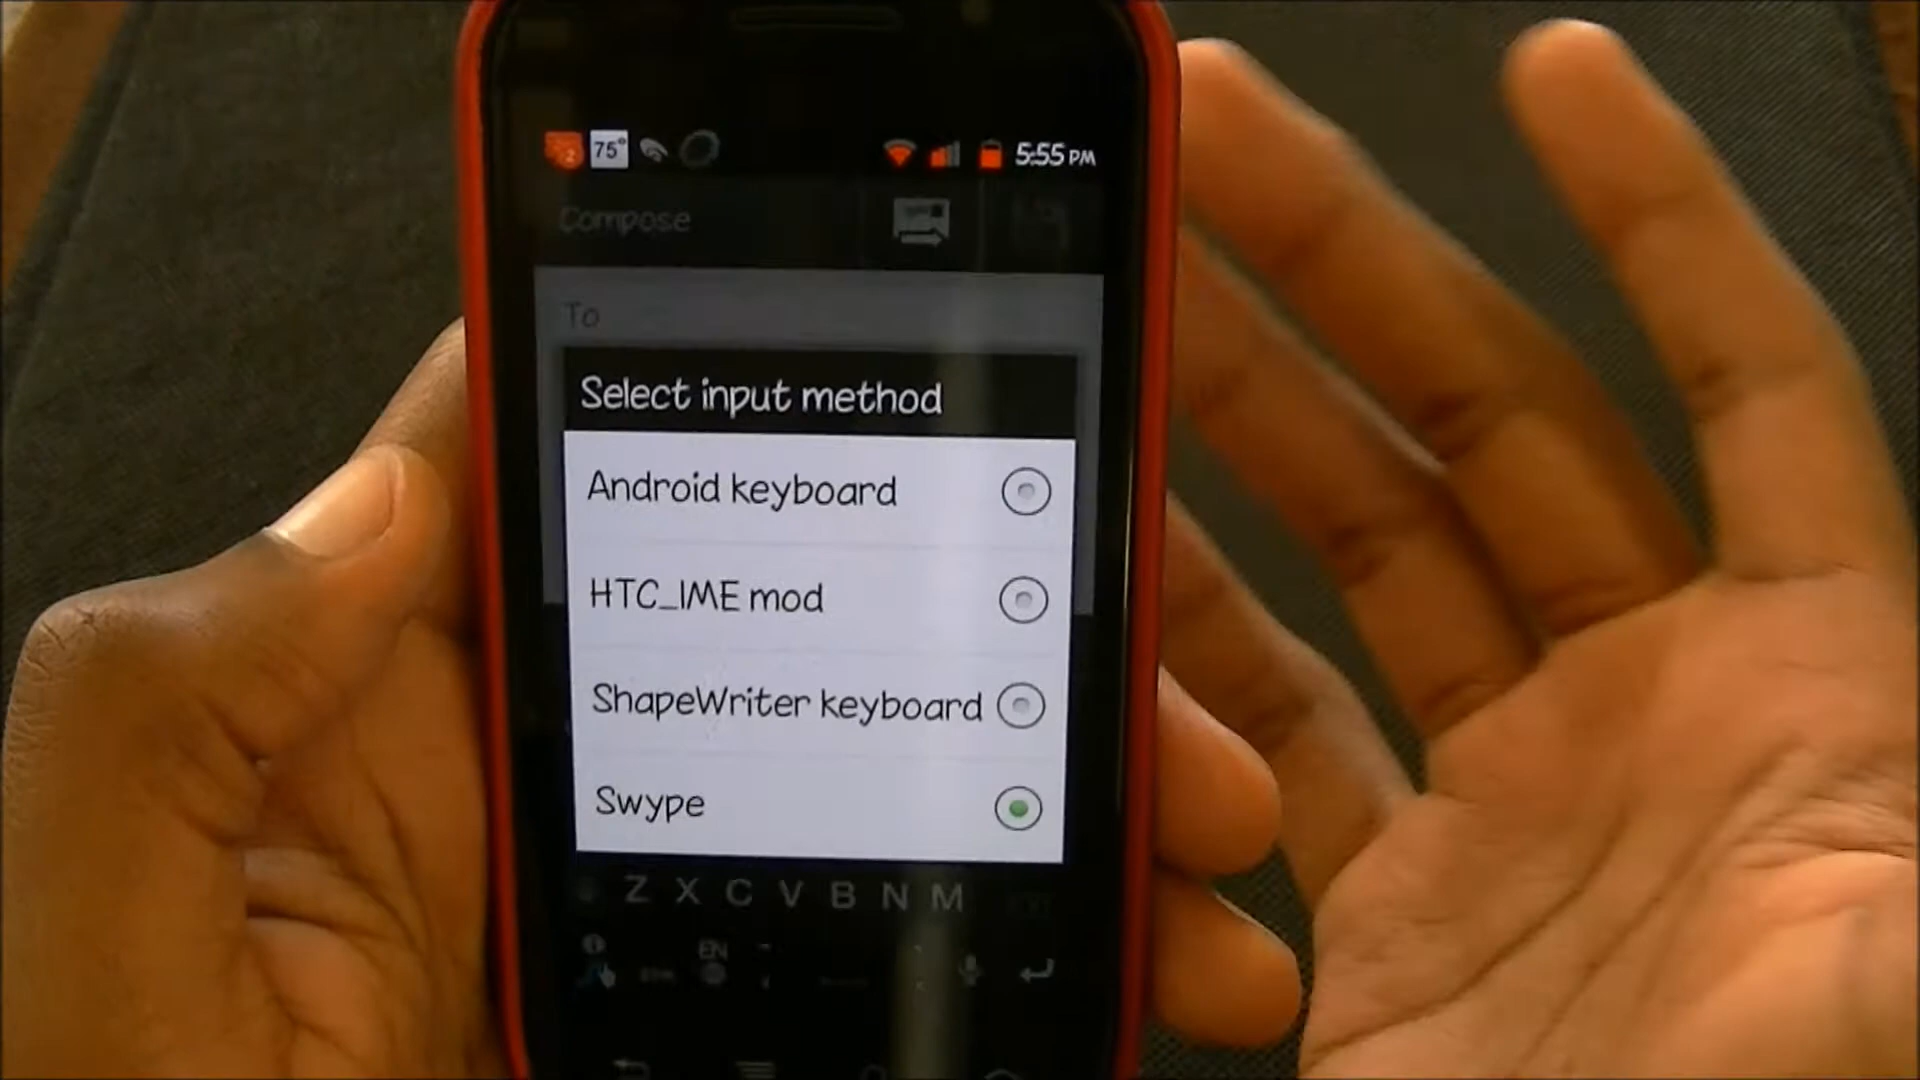 75°
5:55 PM
Compose
To
Select input method
Android keyboard
HTC_IME mod
ShapeWriter keyboard
Swype
Z X C V B N M
EN